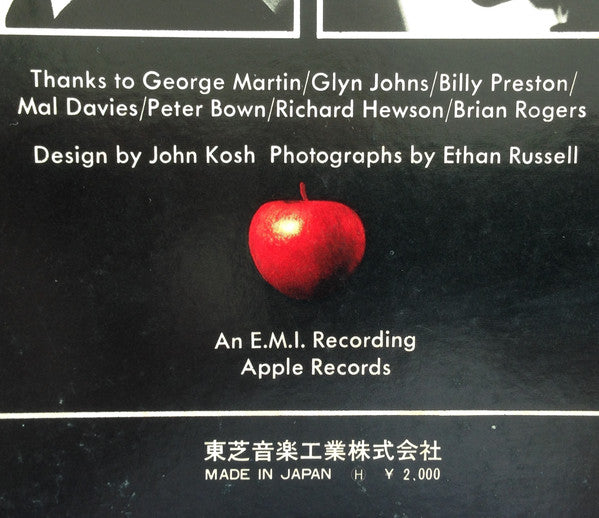 Thanks to George Martin/Glyn Johns/Billy Preston/
Mal Davies/Peter Bown/Richard Hewson/Brian Rogers
Design by John Kosh Photographs by Ethan Russell
An E.M.I. Recording
Apple Records
東芝音楽工業株式会社
MADE IN JAPAN Ⓗ ¥ 2,000